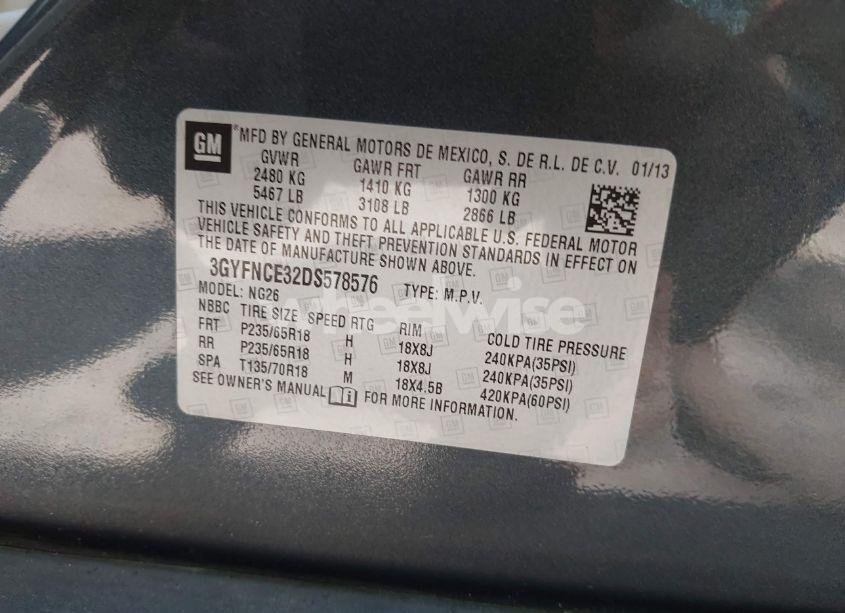 GM
®MFD BY GENERAL MOTORS DE MEXICO, S. DE R.L. DE C.V. 01/13
GVWR GAWR FRT GAWR RR
2480 KG 1410 KG 1300 KG
5467 LB 3108 LB 2866 LB
THIS VEHICLE CONFORMS TO ALL APPLICABLE U.S. FEDERAL MOTOR
VEHICLE SAFETY AND THEFT PREVENTION STANDARDS IN EFFECT ON
THE DATE OF MANUFACTURE SHOWN ABOVE.
3GYFNCE32DS578576 TYPE: M.P.V.
MODEL: NG26
NBBC TIRE SIZE SPEED RTG RIM COLD TIRE PRESSURE
FRT P235/65R18 H 18X8J 240KPA(35PSI)
RR P235/65R18 H 18X8J 240KPA(35PSI)
SPA T135/70R18 M 18X4.5B 420KPA(60PSI)
SEE OWNER'S MANUAL FOR MORE INFORMATION.
wheelwise